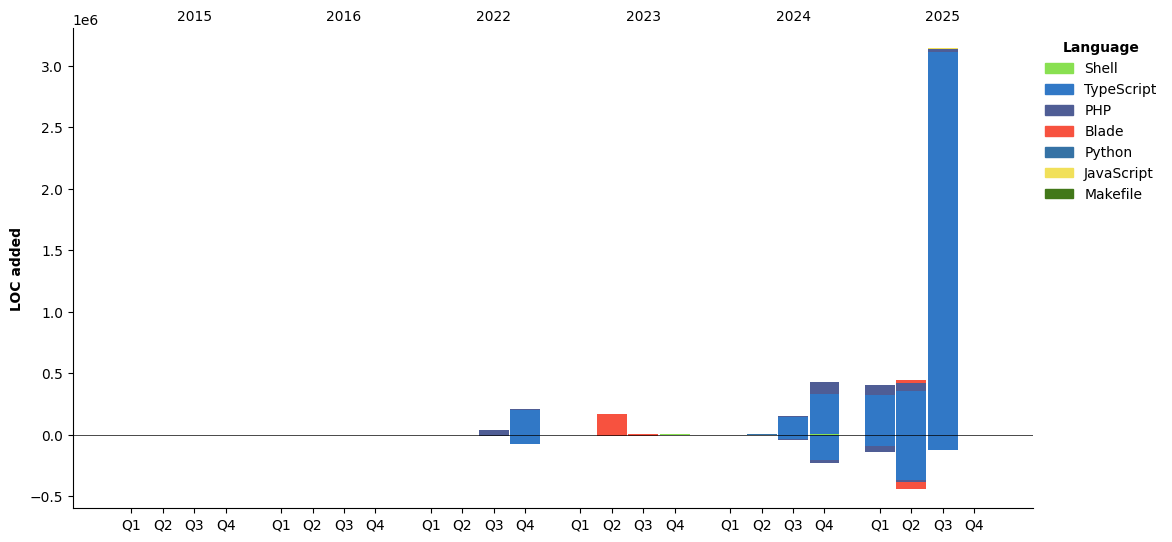 1e6
2015 2016 2022 2023 2024 2025
Language
Shell
TypeScript
PHP
Blade
Python
JavaScript
Makefile
LOC added
3.0
2.5
2.0
1.5
1.0
0.5
0.0
−0.5
Q1 Q2 Q3 Q4 Q1 Q2 Q3 Q4 Q1 Q2 Q3 Q4 Q1 Q2 Q3 Q4 Q1 Q2 Q3 Q4 Q1 Q2 Q3 Q4